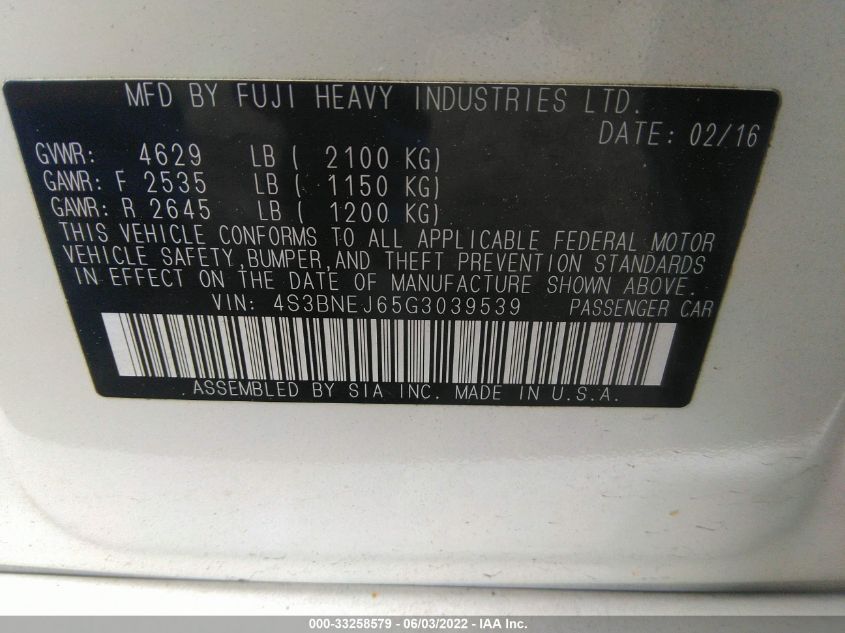 MFD BY FUJI HEAVY INDUSTRIES LTD.
DATE: 02/16
GVWR: 4629 LB ( 2100 KG)
GAWR: F 2535 LB ( 1150 KG)
GAWR: R 2645 LB ( 1200 KG)
THIS VEHICLE CONFORMS TO ALL APPLICABLE FEDERAL MOTOR
VEHICLE SAFETY,BUMPER,AND THEFT PREVENTION STANDARDS
IN EFFECT ON THE DATE OF MANUFACTURE SHOWN ABOVE.
VIN: 4S3BNEJ65G3039539 PASSENGER CAR
ASSEMBLED BY SIA INC. MADE IN U.S.A.
000-33258579 - 06/03/2022 - IAA Inc.